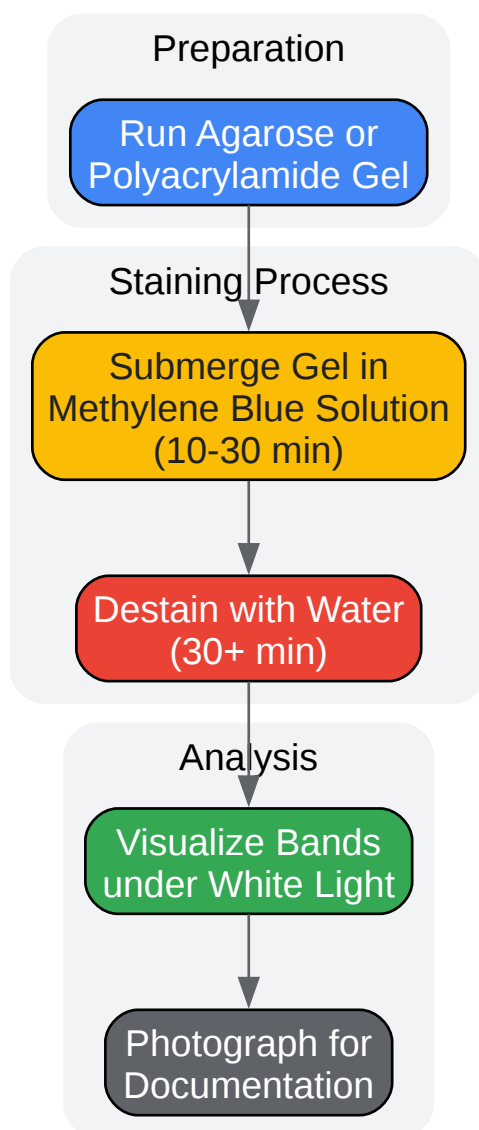 Preparation
Run Agarose or
Polyacrylamide Gel
Staining Process
Submerge Gel in
Methylene Blue Solution
(10-30 min)
Destain with Water
(30+ min)
Analysis
Visualize Bands
under White Light
Photograph for
Documentation